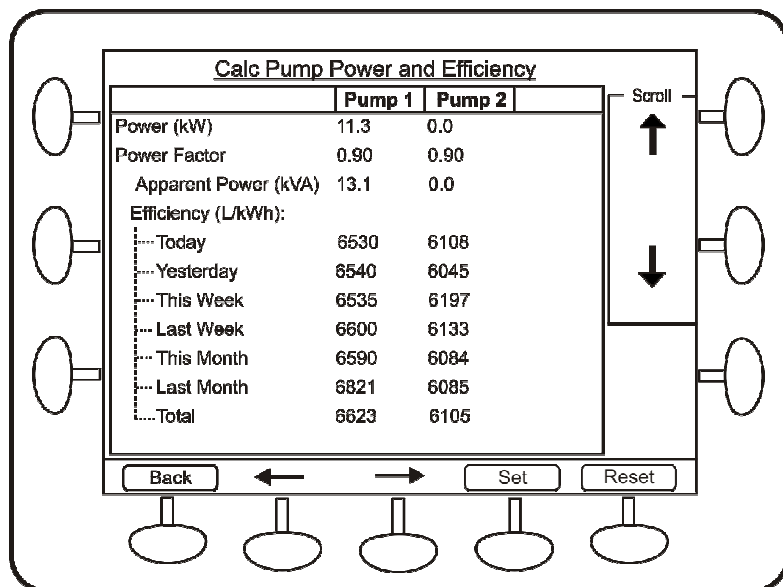 Calc Pump Power and Efficiency
Pump 1 Pump 2
Scroll
Power (kW) 11.3 0.0
Power Factor 0.90 0.90
Apparent Power (kVA) 13.1 0.0
Efficiency (L/kWh):
Today 6530 6108
Yesterday 6540 6045
This Week 6535 6197
Last Week 6600 6133
This Month 6590 6084
Last Month 6821 6085
Total 6623 6105
Back Set Reset